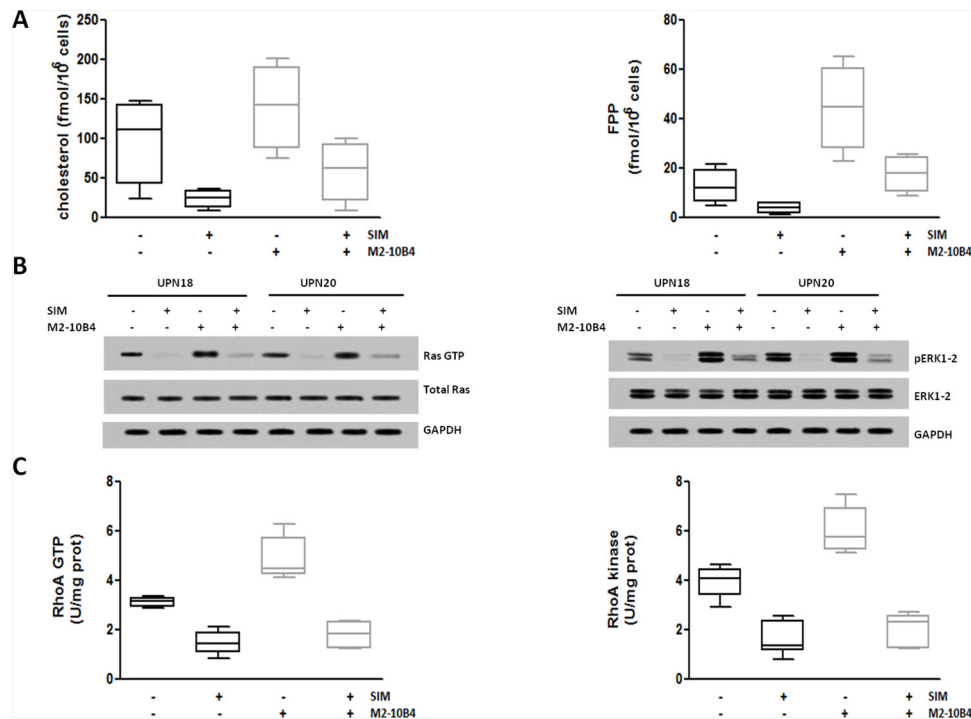 A
cholesterol (fmol/10⁶ cells)
250
200
150
100
50
0
- + - + SIM
- - + + M2-10B4
FPP
(fmol/10⁶ cells)
80
60
40
20
0
- + - + SIM
- - + + M2-10B4
B
UPN18 UPN20
SIM - + - + - + - +
M2-10B4 - - + + - - + +
Ras GTP
Total Ras
GAPDH
UPN18 UPN20
SIM - + - + - + - +
M2-10B4 - - + + - - + +
pERK1-2
ERK1-2
GAPDH
C
RhoA GTP
(U/mg prot)
8
6
4
2
0
- + - + SIM
- - + + M2-10B4
RhoA kinase
(U/mg prot)
8
6
4
2
0
- + - + SIM
- - + + M2-10B4